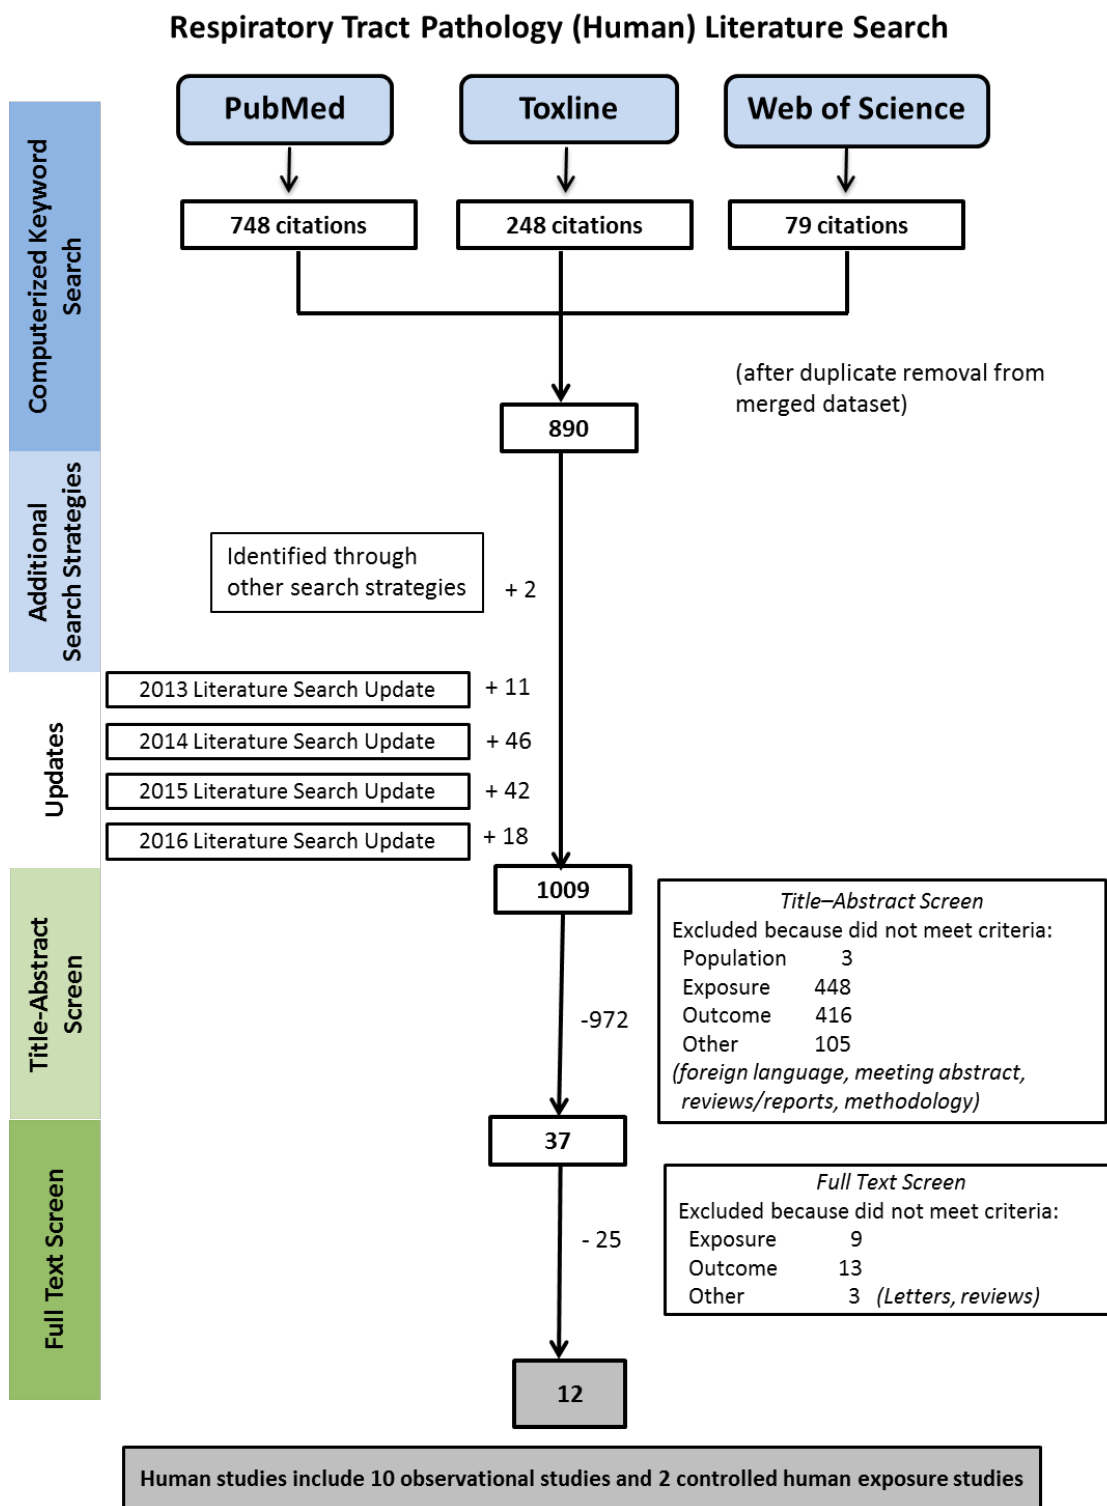 Respiratory Tract Pathology (Human) Literature Search
PubMed
Toxline
Web of Science
748 citations
248 citations
79 citations
Computerized Keyword
Search
(after duplicate removal from
merged dataset)
890
Additional
Search Strategies
Identified through
other search strategies
+ 2
Updates
2013 Literature Search Update
+ 11
2014 Literature Search Update
+ 46
2015 Literature Search Update
+ 42
2016 Literature Search Update
+ 18
1009
Title-Abstract
Screen
-972
Title–Abstract Screen
Excluded because did not meet criteria:
Population 3
Exposure 448
Outcome 416
Other 105
(foreign language, meeting abstract,
reviews/reports, methodology)
37
Full Text Screen
- 25
Full Text Screen
Excluded because did not meet criteria:
Exposure 9
Outcome 13
Other 3 (Letters, reviews)
12
Human studies include 10 observational studies and 2 controlled human exposure studies